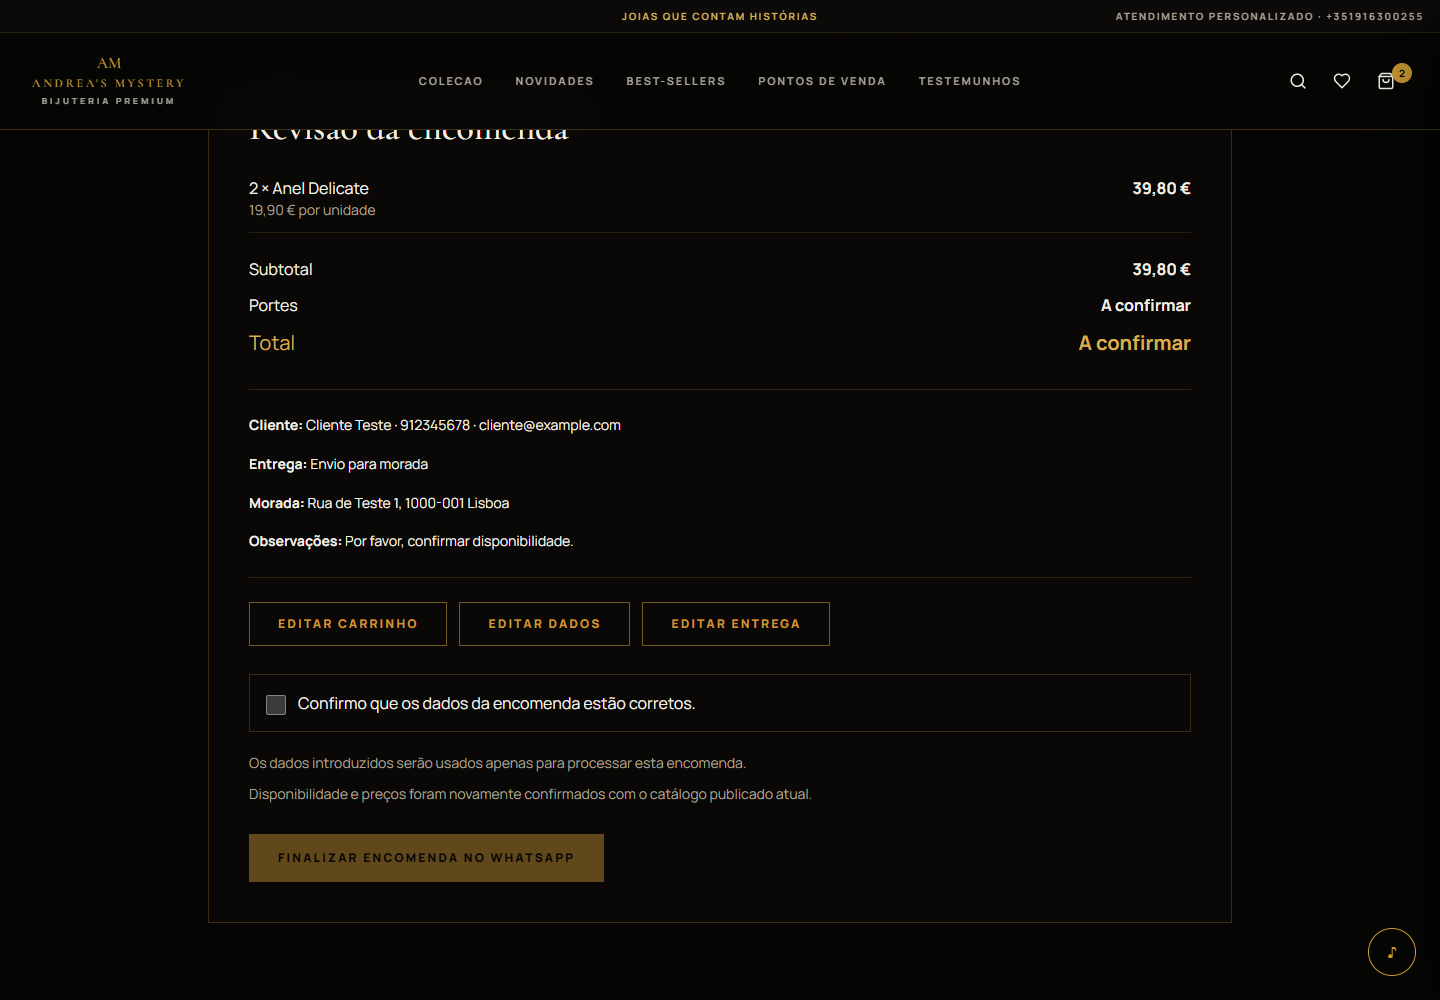 JOIAS QUE CONTAM HISTÓRIAS
ATENDIMENTO PERSONALIZADO · +351916300255
AM
ANDREA'S MYSTERY
BIJUTERIA PREMIUM
COLECAO
NOVIDADES
BEST-SELLERS
PONTOS DE VENDA
TESTEMUNHOS
2
Revisão da encomenda
2 × Anel Delicate
39,80 €
19,90 € por unidade
Subtotal
39,80 €
Portes
A confirmar
Total
A confirmar
Cliente: Cliente Teste · 912345678 · cliente@example.com
Entrega: Envio para morada
Morada: Rua de Teste 1, 1000-001 Lisboa
Observações: Por favor, confirmar disponibilidade.
EDITAR CARRINHO
EDITAR DADOS
EDITAR ENTREGA
Confirmo que os dados da encomenda estão corretos.
Os dados introduzidos serão usados apenas para processar esta encomenda.
Disponibilidade e preços foram novamente confirmados com o catálogo publicado atual.
FINALIZAR ENCOMENDA NO WHATSAPP